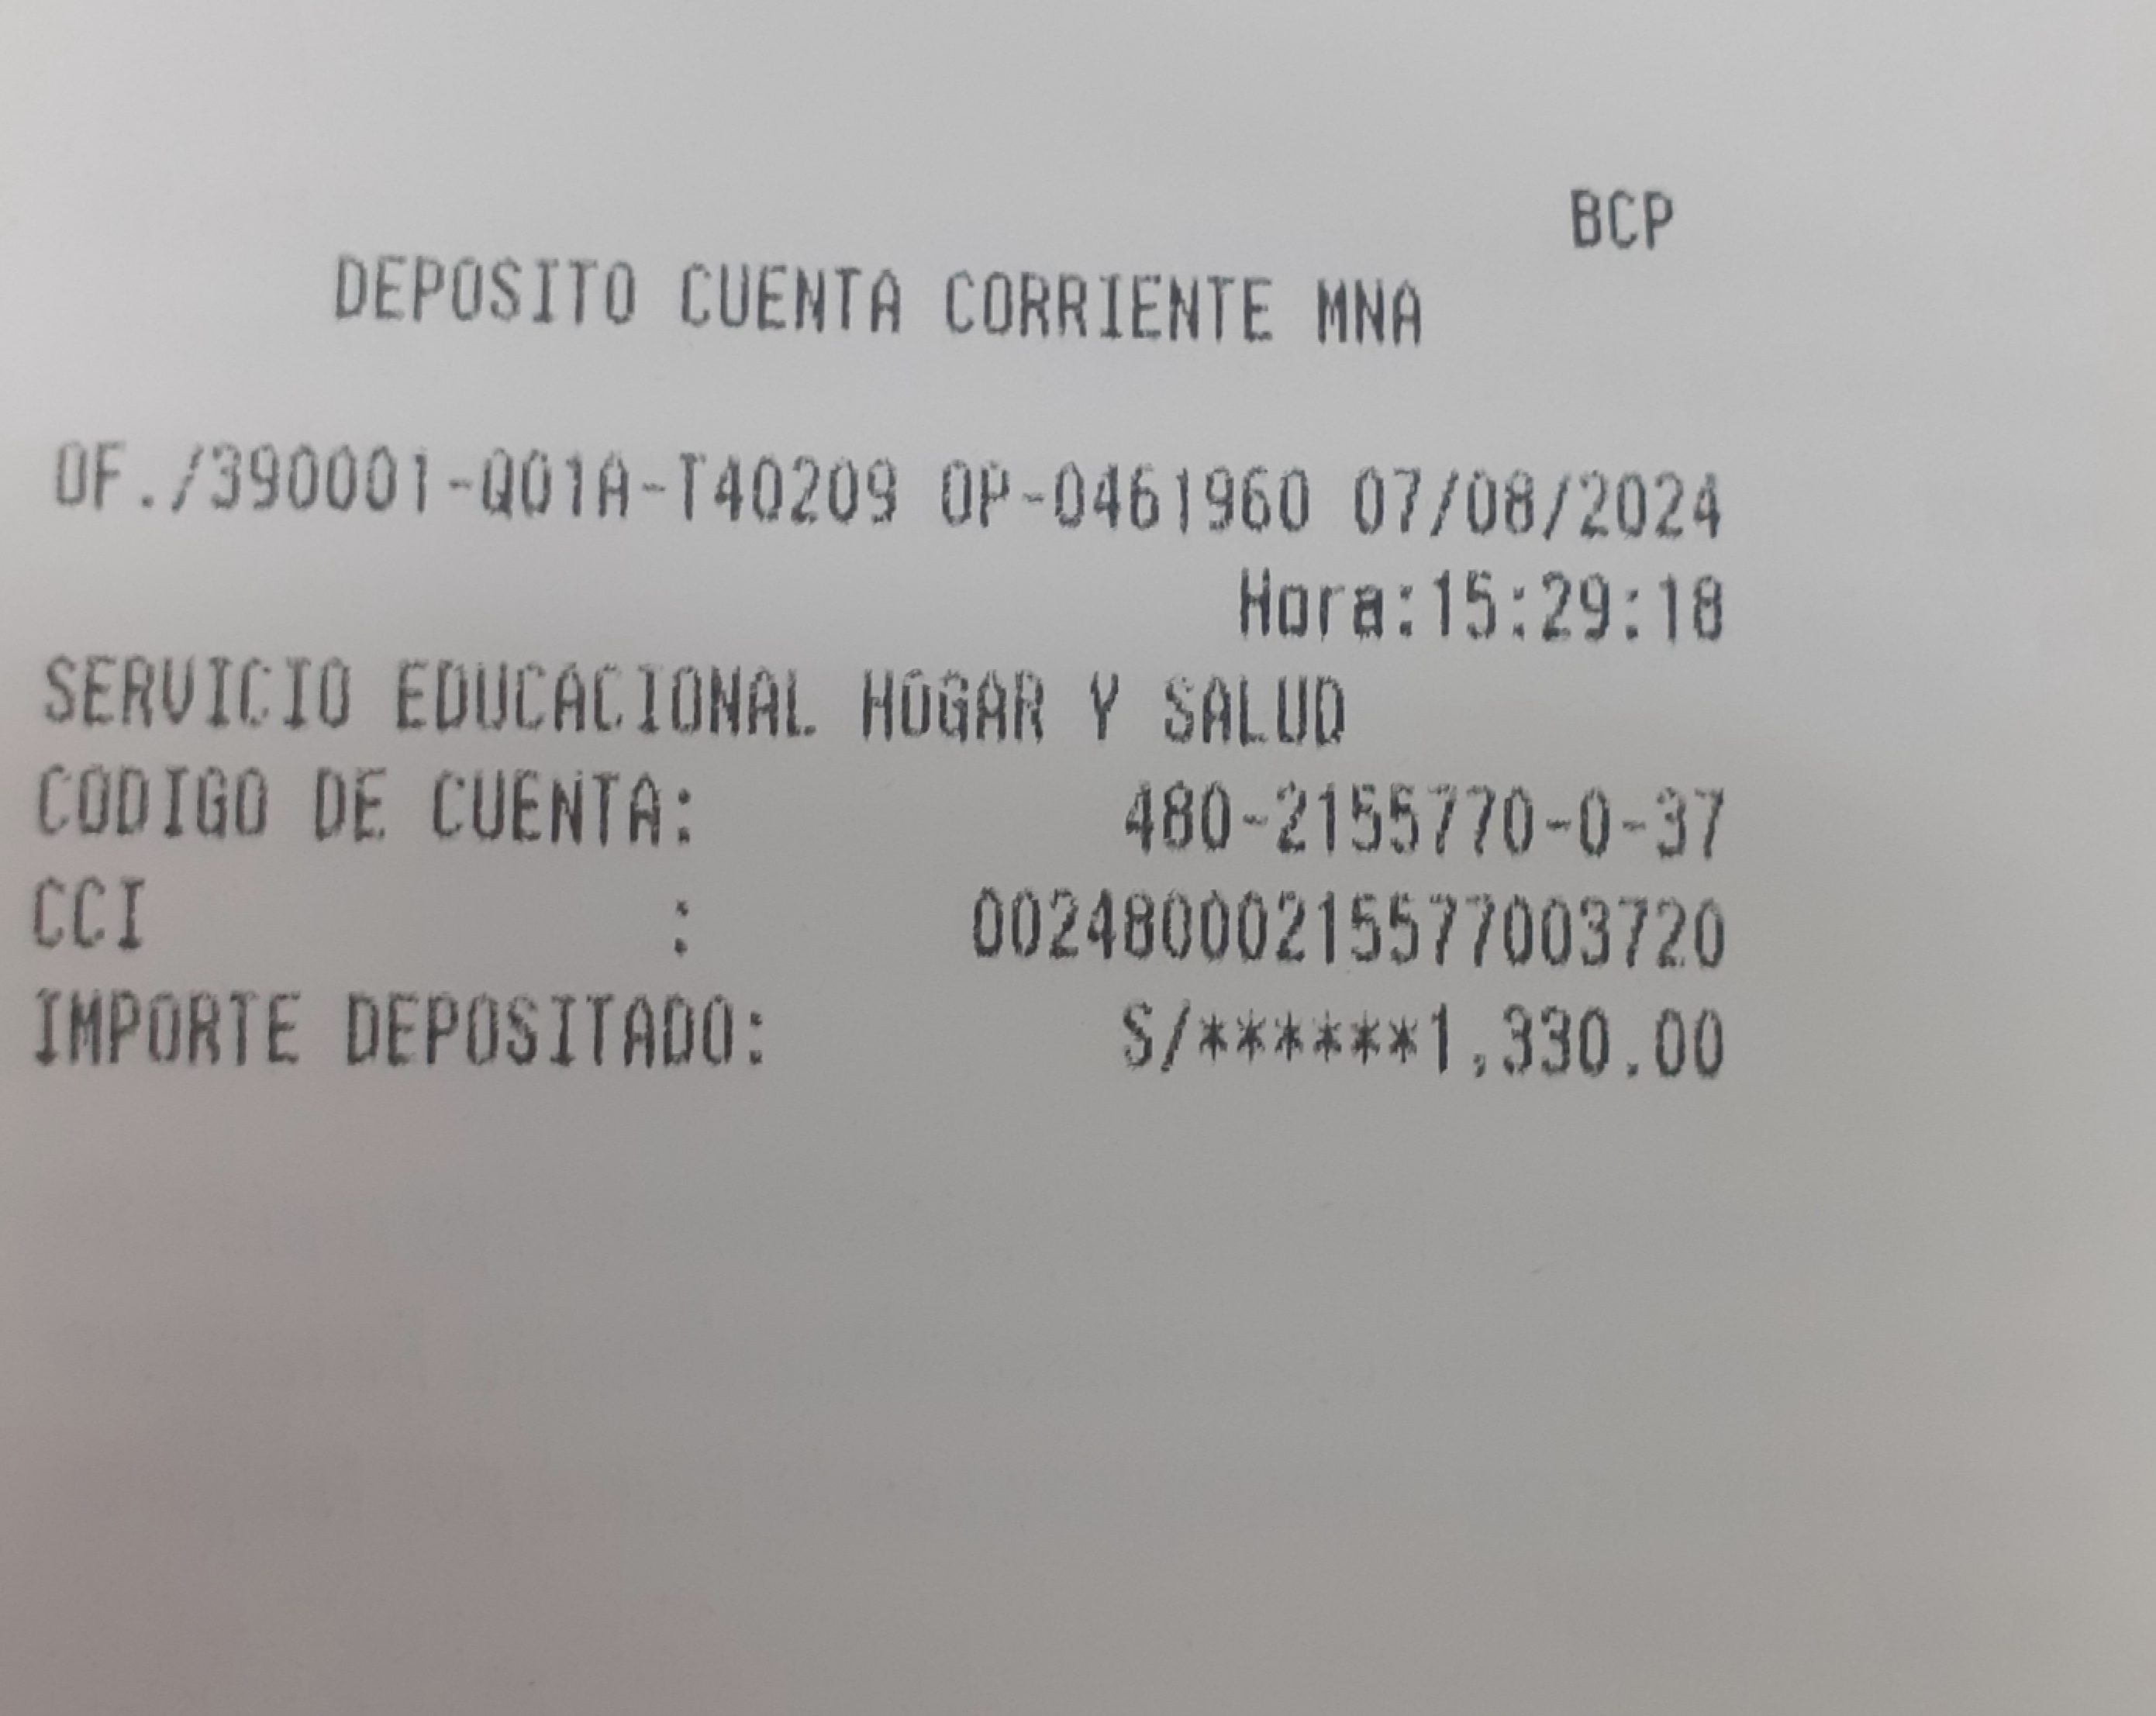 BCP
DEPOSITO CUENTA CORRIENTE MNA
OF./390001-Q01A-T40209 OP-0461960 07/08/2024
Hora:15:29:18
SERVICIO EDUCACIONAL HOGAR Y SALUD
CODIGO DE CUENTA: 480-2155770-0-37
CCI : 00248000215577003720
IMPORTE DEPOSITADO: S/******1,330.00